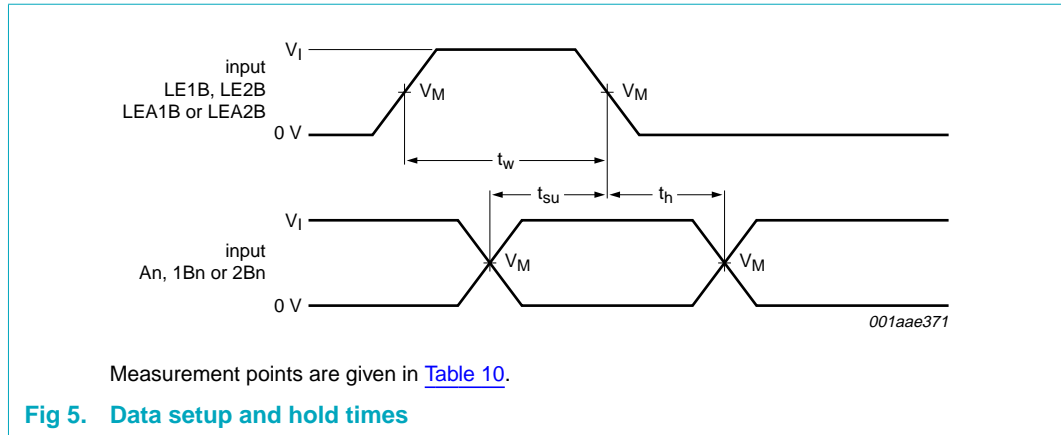 VI
input
LE1B, LE2B
LEA1B or LEA2B
VM
VM
0 V
tw
tsu
th
VI
input
An, 1Bn or 2Bn
VM
VM
0 V
001aae371
Measurement points are given in Table 10.
Fig 5. Data setup and hold times